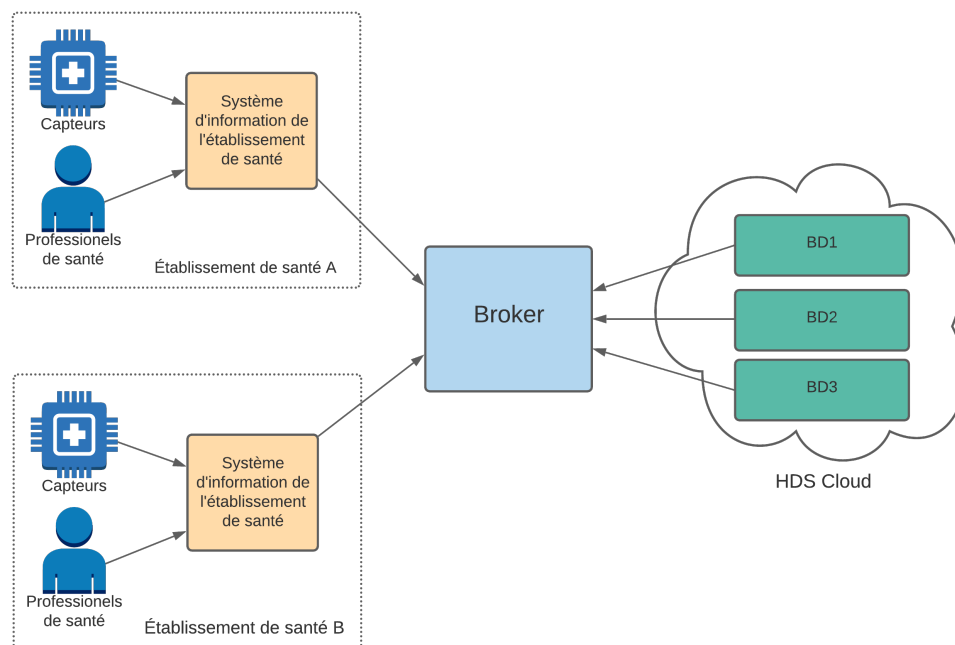 Capteurs
Professionels
de santé
Système
d'information de
l'établissement
de santé
Établissement de santé A
Broker
BD1
BD2
BD3
HDS Cloud
Capteurs
Professionels
de santé
Système
d'information de
l'établissement
de santé
Établissement de santé B